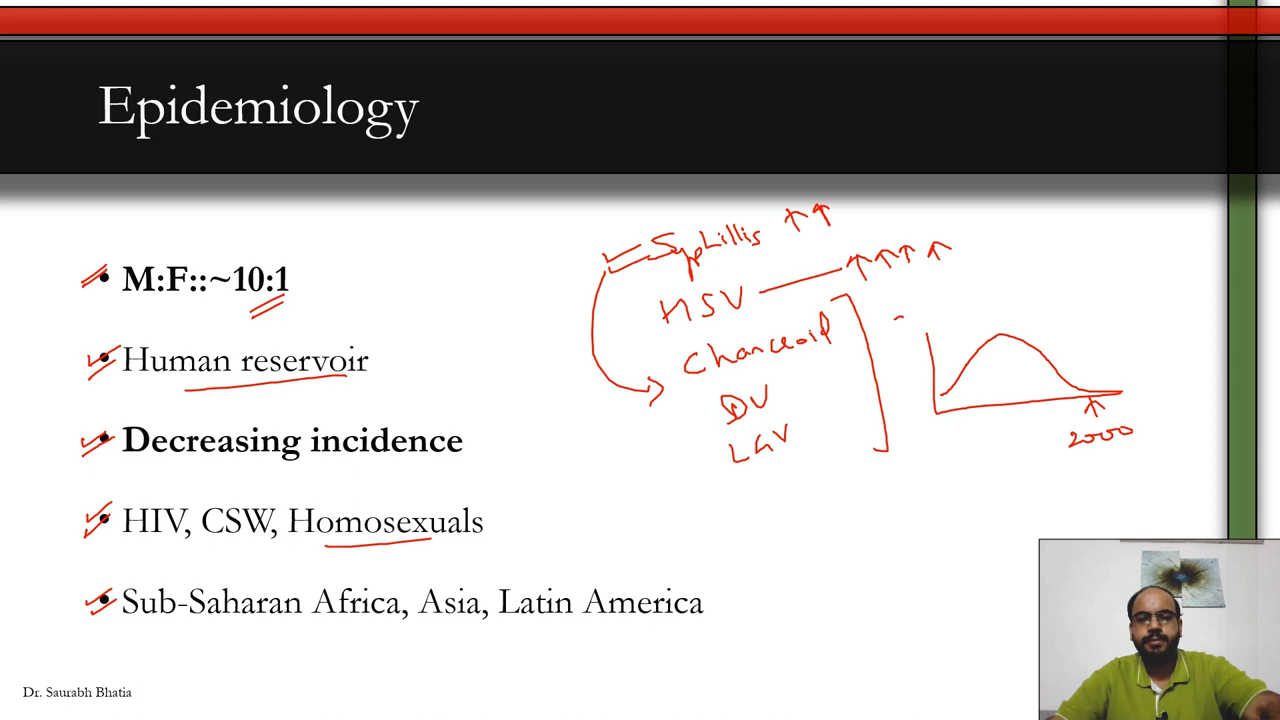 Epidemiology
• M:F::~10:1
• Human reservoir
• Decreasing incidence
• HIV, CSW, Homosexuals
• Sub-Saharan Africa, Asia, Latin America
Syphillis ↑↑
HSV — ↑↑↑↑
Chancroid
DV
LGV
2000
Dr. Saurabh Bhatia